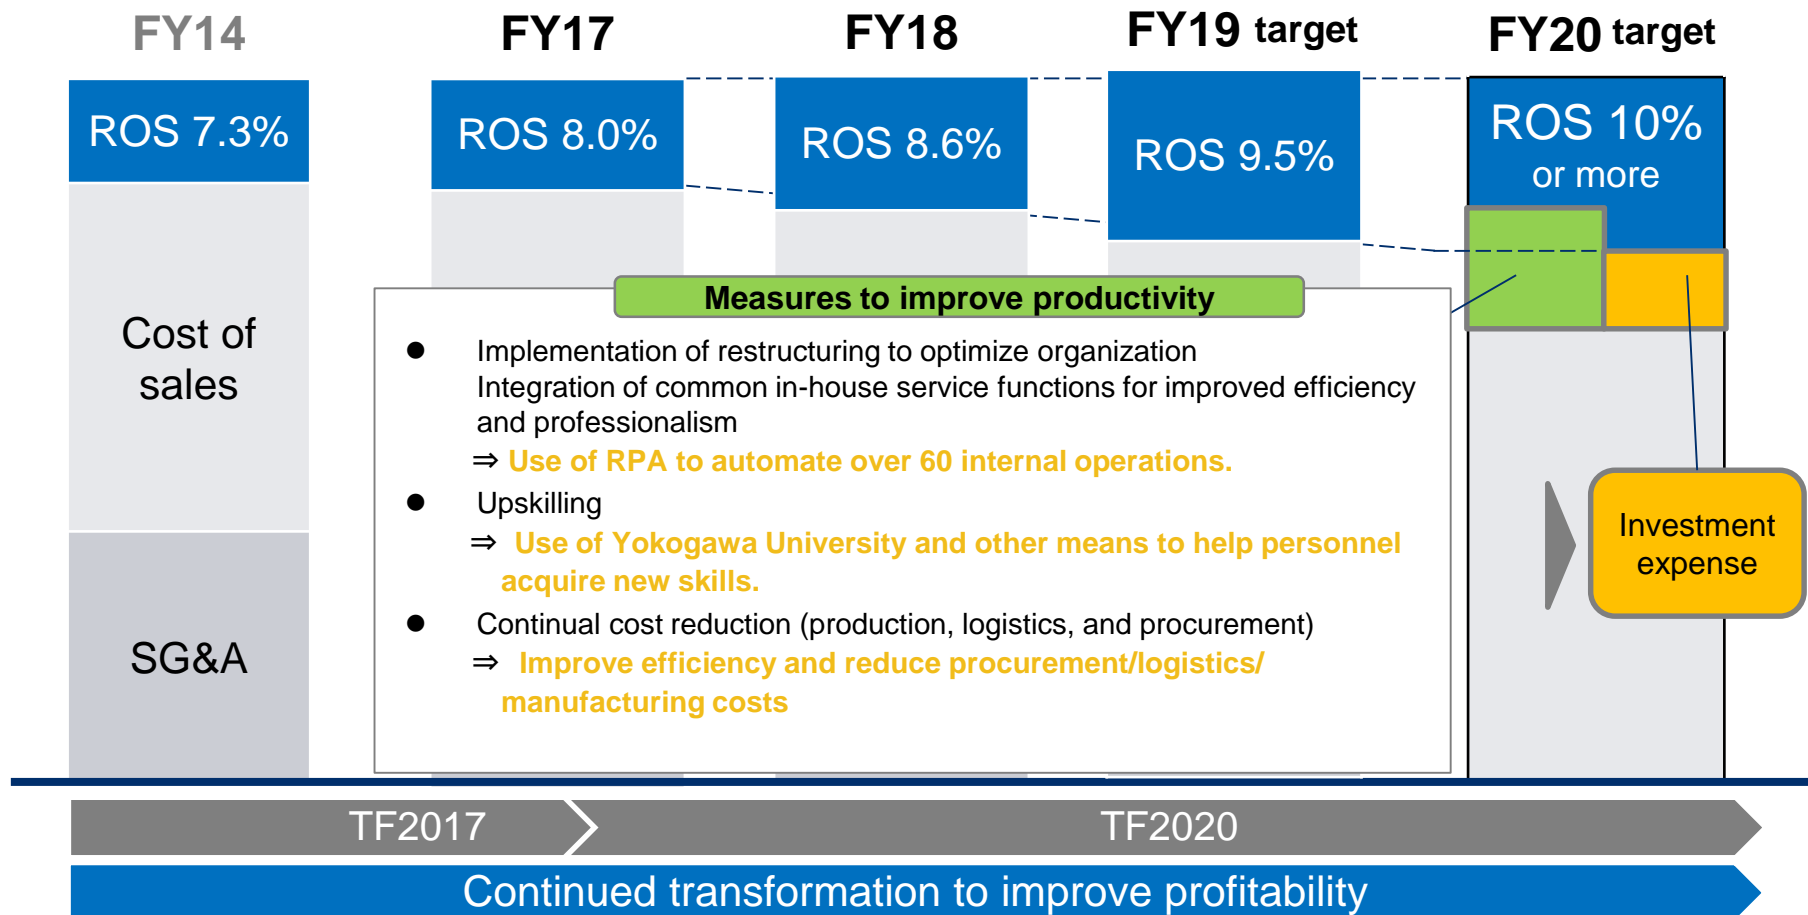 FY14
FY17
FY18
FY19 target
FY20 target
ROS 7.3%
ROS 8.0%
ROS 8.6%
ROS 9.5%
ROS 10%
or more
Cost of
sales
SG&A
Measures to improve productivity
● Implementation of restructuring to optimize organization
Integration of common in-house service functions for improved efficiency
and professionalism
⇒ Use of RPA to automate over 60 internal operations.
● Upskilling
⇒ Use of Yokogawa University and other means to help personnel
acquire new skills.
● Continual cost reduction (production, logistics, and procurement)
⇒ Improve efficiency and reduce procurement/logistics/
manufacturing costs
Investment
expense
TF2017
TF2020
Continued transformation to improve profitability